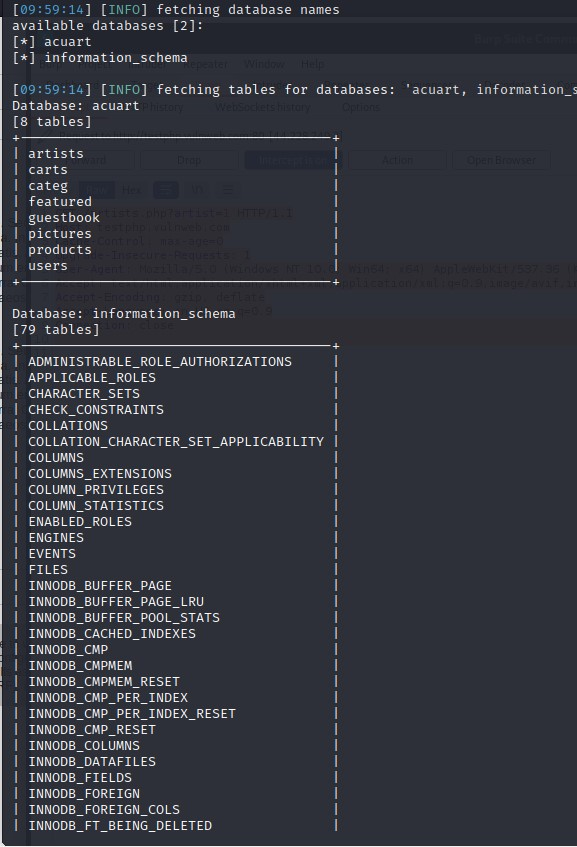 [09:59:14] [INFO] fetching database names
available databases [2]:
[*] acuart
[*] information_schema
[09:59:14] [INFO] fetching tables for databases: 'acuart, information_s
Database: acuart
[8 tables]
+---------------------------------------+
| artists |
| carts |
| categ |
| featured |
| guestbook |
| pictures |
| products |
| users |
+---------------------------------------+
Database: information_schema
[79 tables]
+---------------------------------------+
| ADMINISTRABLE_ROLE_AUTHORIZATIONS |
| APPLICABLE_ROLES |
| CHARACTER_SETS |
| CHECK_CONSTRAINTS |
| COLLATIONS |
| COLLATION_CHARACTER_SET_APPLICABILITY |
| COLUMNS |
| COLUMNS_EXTENSIONS |
| COLUMN_PRIVILEGES |
| COLUMN_STATISTICS |
| ENABLED_ROLES |
| ENGINES |
| EVENTS |
| FILES |
| INNODB_BUFFER_PAGE |
| INNODB_BUFFER_PAGE_LRU |
| INNODB_BUFFER_POOL_STATS |
| INNODB_CACHED_INDEXES |
| INNODB_CMP |
| INNODB_CMPMEM |
| INNODB_CMPMEM_RESET |
| INNODB_CMP_PER_INDEX |
| INNODB_CMP_PER_INDEX_RESET |
| INNODB_CMP_RESET |
| INNODB_COLUMNS |
| INNODB_DATAFILES |
| INNODB_FIELDS |
| INNODB_FOREIGN |
| INNODB_FOREIGN_COLS |
| INNODB_FT_BEING_DELETED |